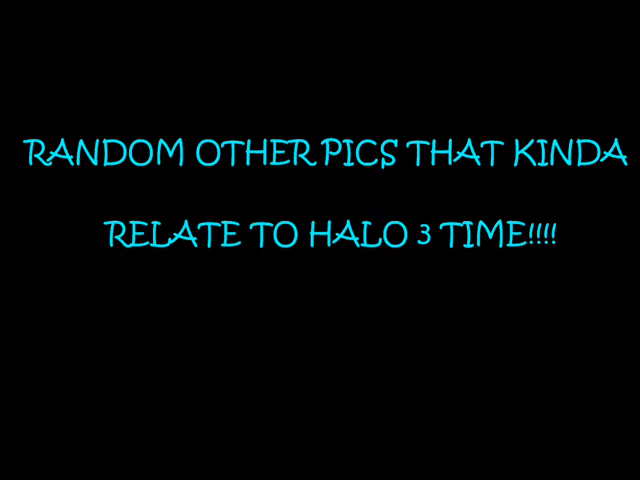 RANDOM OTHER PICS THAT KINDA
RELATE TO HALO 3 TIME!!!!